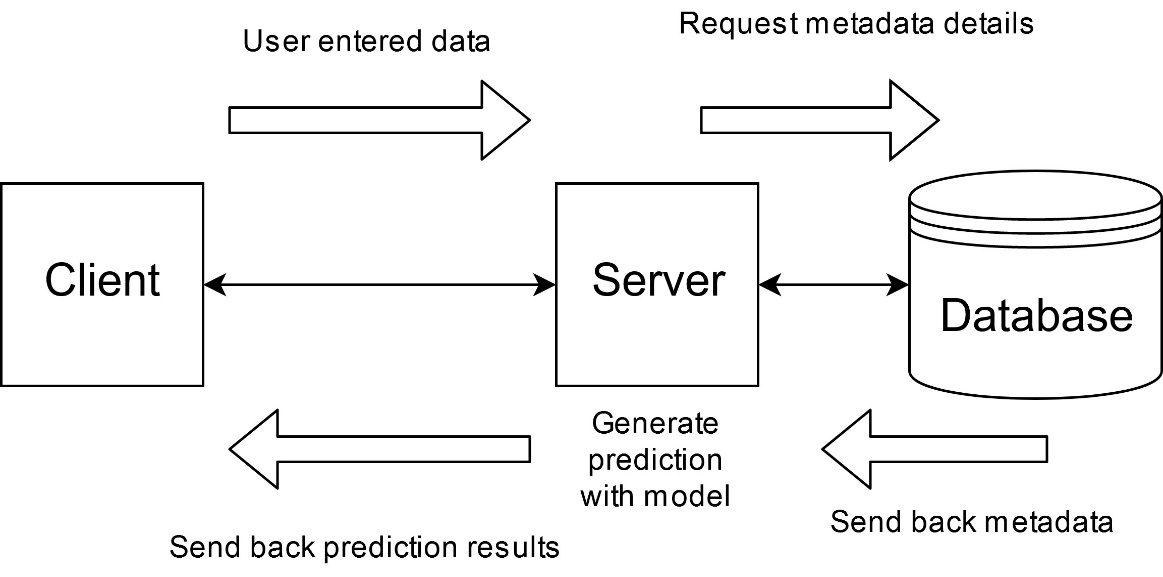 User entered data
Request metadata details
Client
Server
Database
Generate
prediction
with model
Send back prediction results
Send back metadata